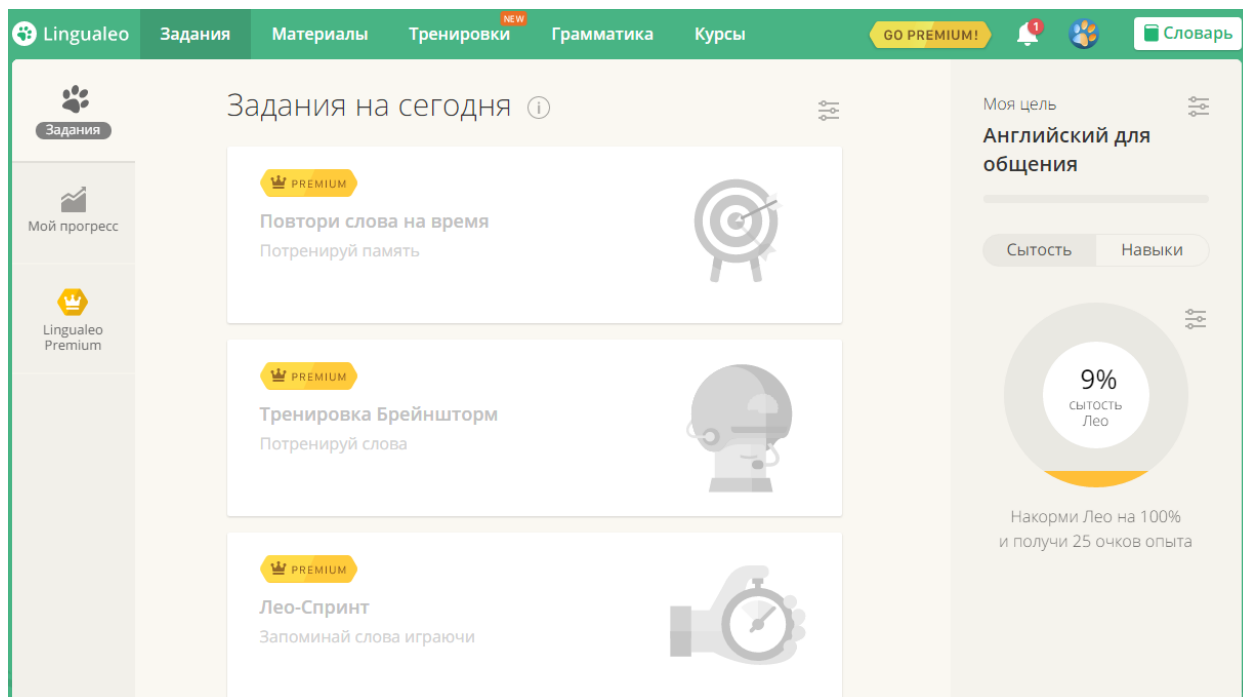 Lingualeo
Задания
Материалы
Тренировки
NEW
Грамматика
Курсы
GO PREMIUM!
1
Словарь
Задания
Мой прогресс
Lingualeo
Premium
Задания на сегодня i
PREMIUM
Повтори слова на время
Потренируй память
PREMIUM
Тренировка Брейншторм
Потренируй слова
PREMIUM
Лео-Спринт
Запоминай слова играючи
Моя цель
Английский для
общения
Сытость
Навыки
9%
сытость
Лео
Накорми Лео на 100%
и получи 25 очков опыта